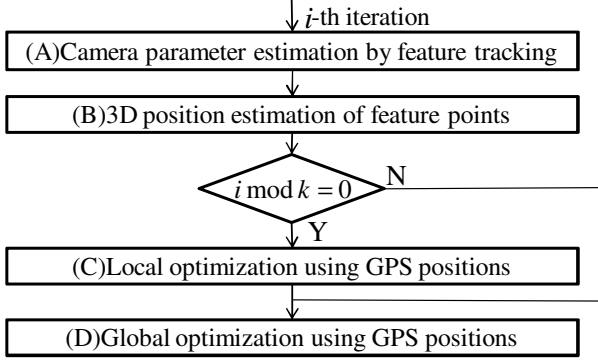 i-th iteration
(A)Camera parameter estimation by feature tracking
(B)3D position estimation of feature points
i mod k = 0
N
Y
(C)Local optimization using GPS positions
(D)Global optimization using GPS positions